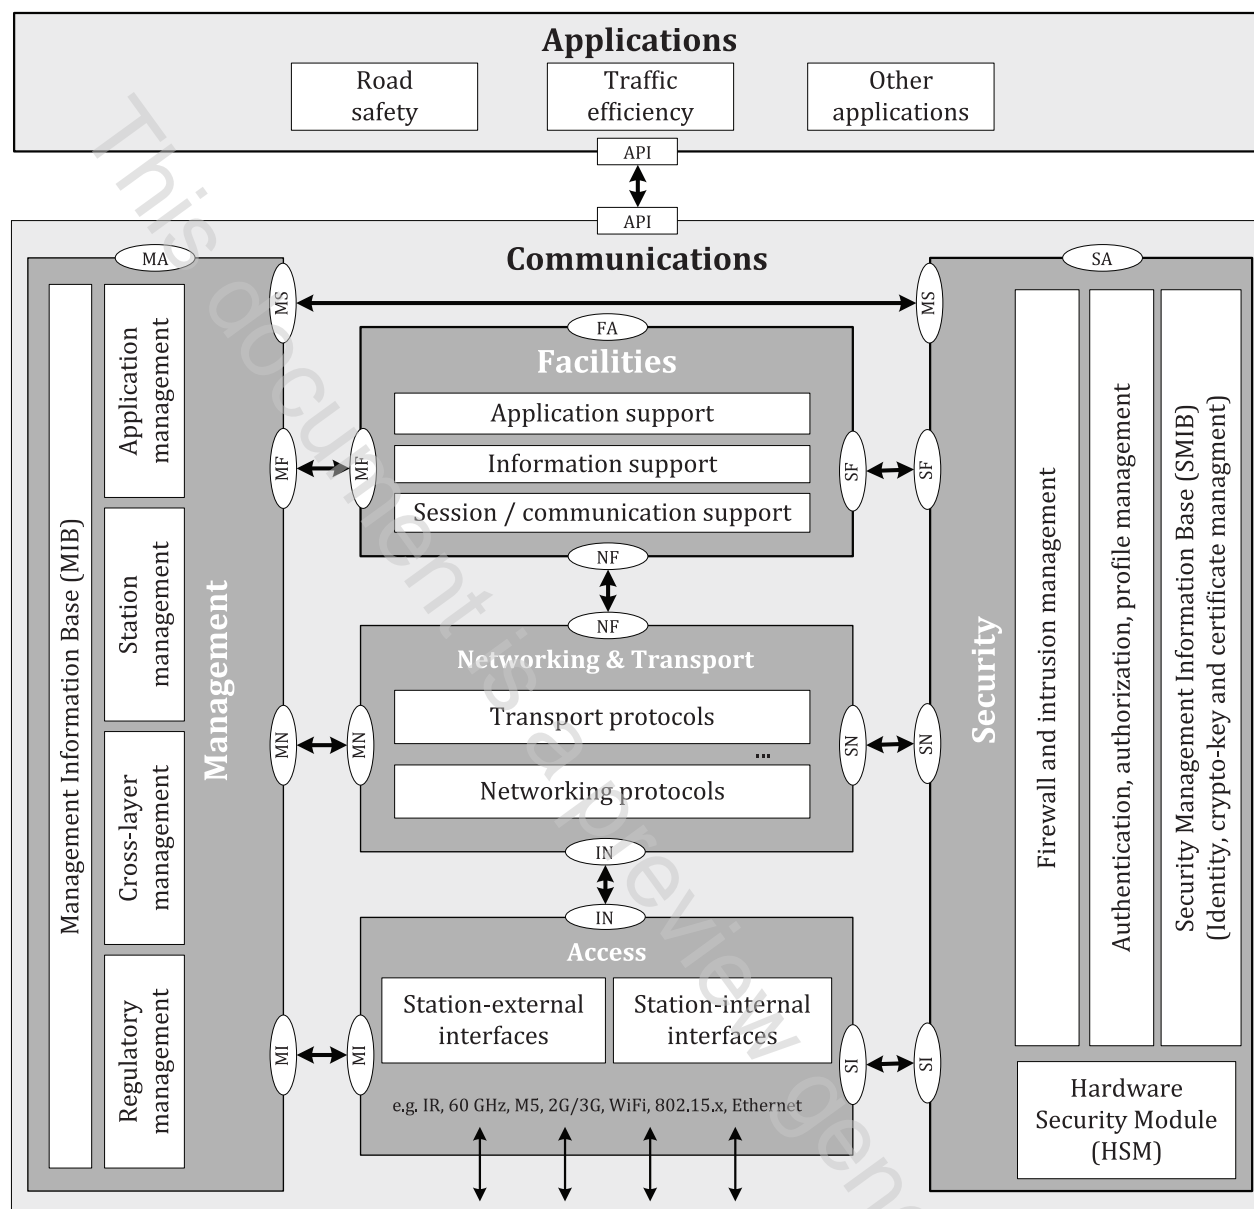 Applications
Road
safety
Traffic
efficiency
Other
applications
API
API
Communications
MA
Management Information Base (MIB)
Application
management
Station
management
Cross-layer
management
Regulatory
management
Management
MS
MF
MN
MI
MS
SF
SN
SI
FA
Facilities
Application support
Information support
Session / communication support
MF
SF
NF
NF
Networking & Transport
Transport protocols
...
Networking protocols
MN
SN
IN
IN
Access
Station-external
interfaces
Station-internal
interfaces
MI
SI
e.g. IR, 60 GHz, M5, 2G/3G, WiFi, 802.15.x, Ethernet
SA
Security
Firewall and intrusion management
Authentication, authorization, profile management
Security Management Information Base (SMIB)
(Identity, crypto-key and certificate managment)
Hardware
Security Module
(HSM)
This document is a preview